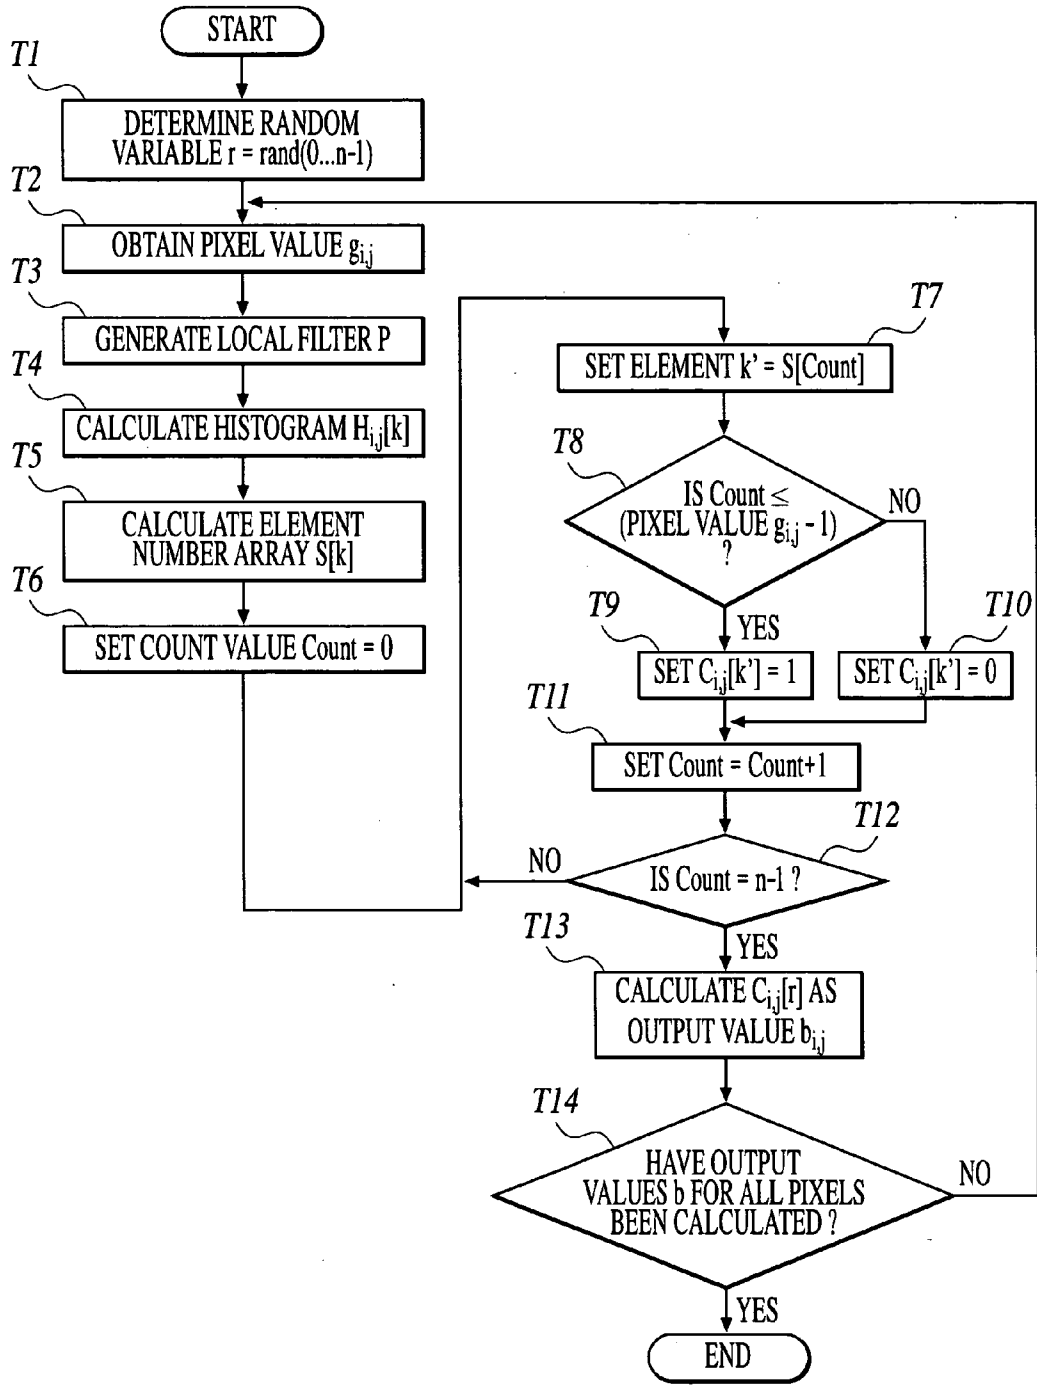 START
T1
DETERMINE RANDOM
VARIABLE r = rand(0...n-1)
T2
OBTAIN PIXEL VALUE gi,j
T3
GENERATE LOCAL FILTER P
T4
CALCULATE HISTOGRAM Hi,j[k]
T5
CALCULATE ELEMENT
NUMBER ARRAY S[k]
T6
SET COUNT VALUE Count = 0
T7
SET ELEMENT k' = S[Count]
T8
IS Count ≤
(PIXEL VALUE gi,j - 1)
?
NO
YES
T9
SET Ci,j[k'] = 1
T10
SET Ci,j[k'] = 0
T11
SET Count = Count+1
T12
IS Count = n-1 ?
NO
YES
T13
CALCULATE Ci,j[r] AS
OUTPUT VALUE bi,j
T14
HAVE OUTPUT
VALUES b FOR ALL PIXELS
BEEN CALCULATED ?
NO
YES
END